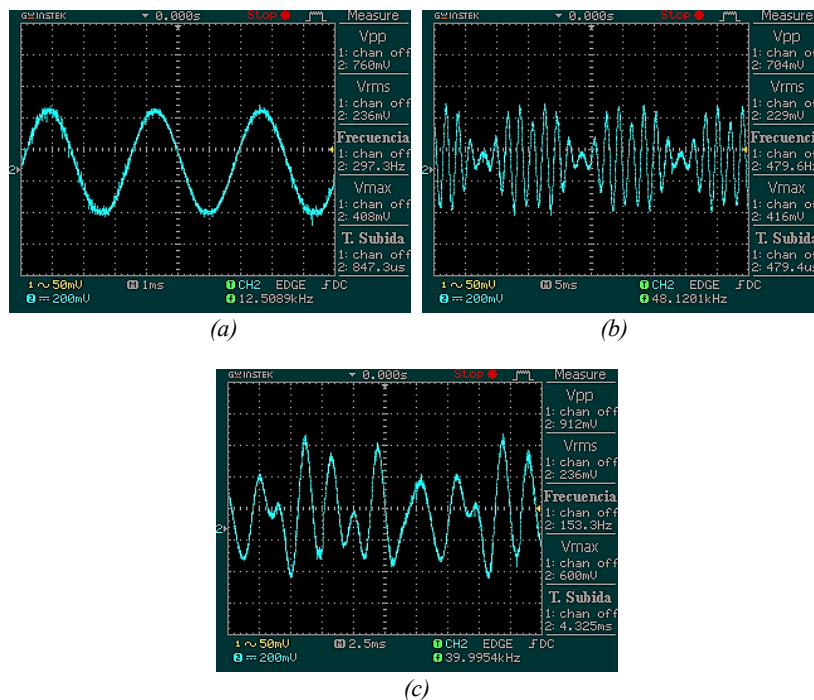 GWINSTEK 0.000s Stop Measure
Vpp
1: chan off
2: 760mV
Vrms
1: chan off
2: 236mV
Frecuencia
1: chan off
2: 297.3Hz
Vmax
1: chan off
2: 408mV
T. Subida
1: chan off
2: 847.3us
2
1 50mV M 1ms T CH2 EDGE DC
2 200mV f 12.5089kHz
(a)
GWINSTEK 0.000s Stop Measure
Vpp
1: chan off
2: 704mV
Vrms
1: chan off
2: 229mV
Frecuencia
1: chan off
2: 479.6Hz
Vmax
1: chan off
2: 416mV
T. Subida
1: chan off
2: 479.4us
2
1 50mV M 5ms T CH2 EDGE DC
2 200mV f 48.1201kHz
(b)
GWINSTEK 0.000s Stop Measure
Vpp
1: chan off
2: 912mV
Vrms
1: chan off
2: 236mV
Frecuencia
1: chan off
2: 153.3Hz
Vmax
1: chan off
2: 600mV
T. Subida
1: chan off
2: 4.325ms
2
1 50mV M 2.5ms T CH2 EDGE DC
2 200mV f 39.9954kHz
(c)